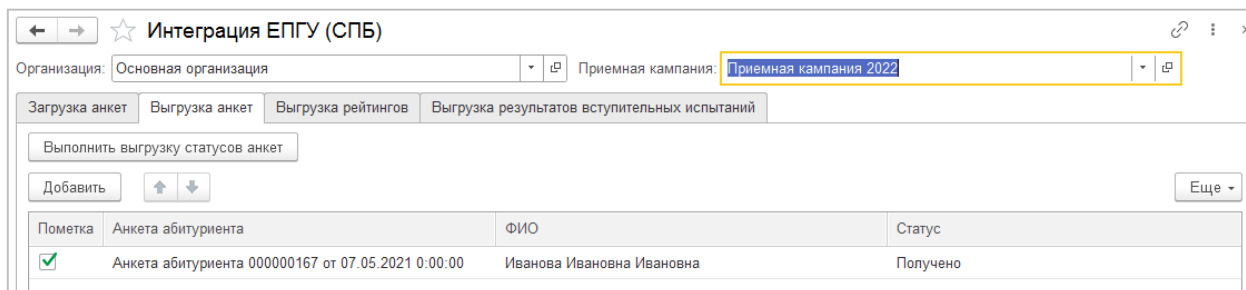 Интеграция ЕПГУ (СПБ)
Организация: Основная организация Приемная кампания: Приемная кампания 2022
Загрузка анкет Выгрузка анкет Выгрузка рейтингов Выгрузка результатов вступительных испытаний
Выполнить выгрузку статусов анкет
Добавить Еще
Пометка Анкета абитуриента ФИО Статус
Анкета абитуриента 000000167 от 07.05.2021 0:00:00 Иванова Ивановна Ивановна Получено